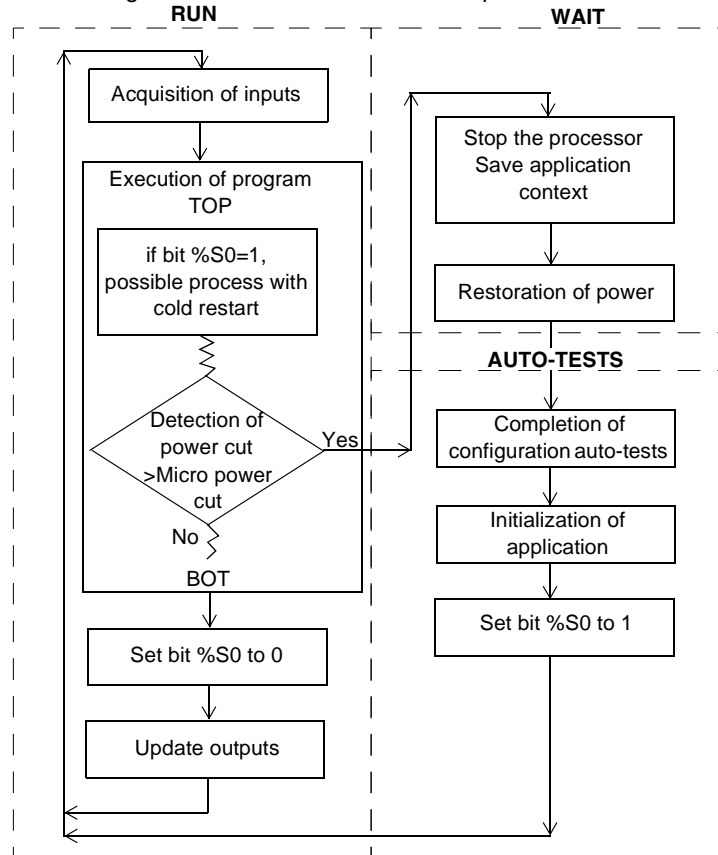 RUN
WAIT
Acquisition of inputs
Execution of program
TOP
if bit %S0=1,
possible process with
cold restart
Detection of
power cut
>Micro power
cut
Yes
No
BOT
Set bit %S0 to 0
Update outputs
Stop the processor
Save application
context
Restoration of power
AUTO-TESTS
Completion of
configuration auto-tests
Initialization of
application
Set bit %S0 to 1